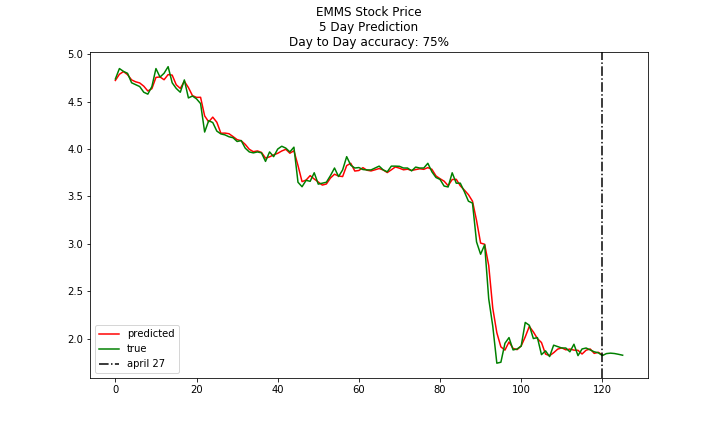 EMMS Stock Price
5 Day Prediction
Day to Day accuracy: 75%
5.0
4.5
4.0
3.5
3.0
2.5
2.0
predicted
true
april 27
0 20 40 60 80 100 120